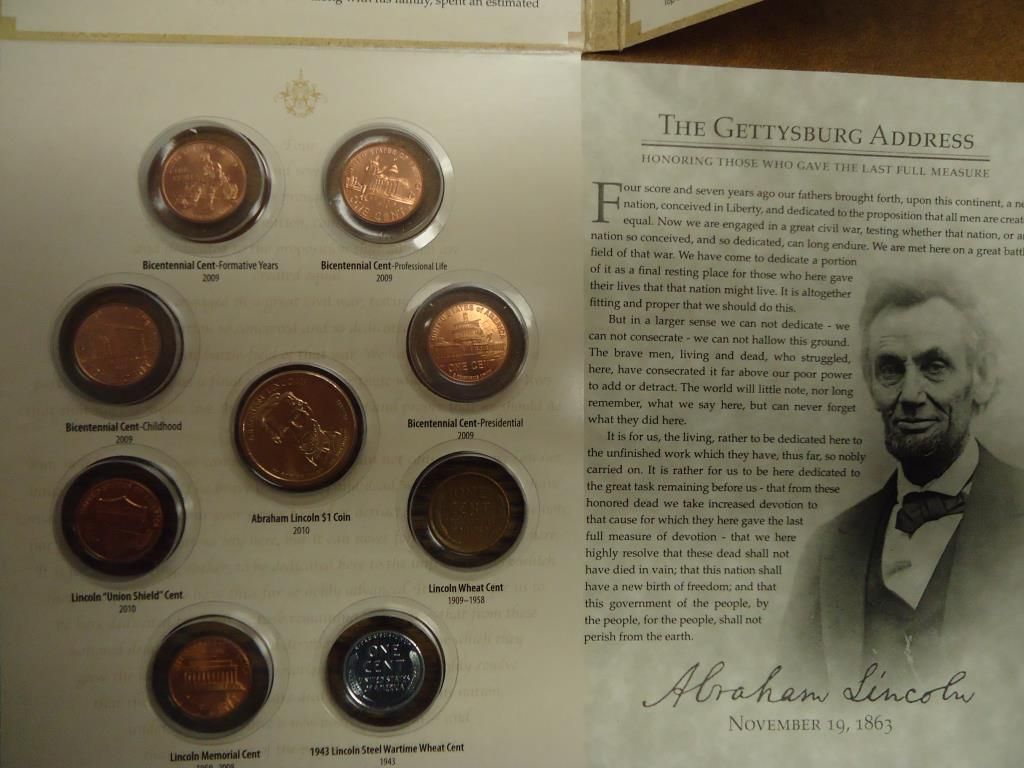 with his family, spent an estimated
Bicentennial Cent-Formative Years
2009
Bicentennial Cent-Professional Life
2009
Bicentennial Cent-Childhood
2009
Bicentennial Cent-Presidential
2009
Abraham Lincoln $1 Coin
2010
Lincoln "Union Shield" Cent
2010
Lincoln Wheat Cent
1909–1958
Lincoln Memorial Cent
1943 Lincoln Steel Wartime Wheat Cent
1943
ONE CENT
ONE CENT
ONE
CENT
ONE
CENT
UNITED STATES
OF AMERICA
THE GETTYSBURG ADDRESS
HONORING THOSE WHO GAVE THE LAST FULL MEASURE
Four score and seven years ago our fathers brought forth, upon this continent, a
nation, conceived in Liberty, and dedicated to the proposition that all men are
equal. Now we are engaged in a great civil war, testing whether that nation, or
nation so conceived, and so dedicated, can long endure. We are met here on a great
field of that war. We have come to dedicate a portion
of it as a final resting place for those who here gave
their lives that that nation might live. It is altogether
fitting and proper that we should do this.
But in a larger sense we can not dedicate - we
can not consecrate - we can not hallow this ground.
The brave men, living and dead, who struggled,
here, have consecrated it far above our poor power
to add or detract. The world will little note, nor long
remember, what we say here, but can never forget
what they did here.
It is for us, the living, rather to be dedicated here to
the unfinished work which they have, thus far, so nobly
carried on. It is rather for us to be here dedicated to
the great task remaining before us - that from these
honored dead we take increased devotion to
that cause for which they here gave the last
full measure of devotion - that we here
highly resolve that these dead shall not
have died in vain; that this nation shall
have a new birth of freedom; and that
this government of the people, by
the people, for the people, shall not
perish from the earth.
Abraham Lincoln
NOVEMBER 19, 1863